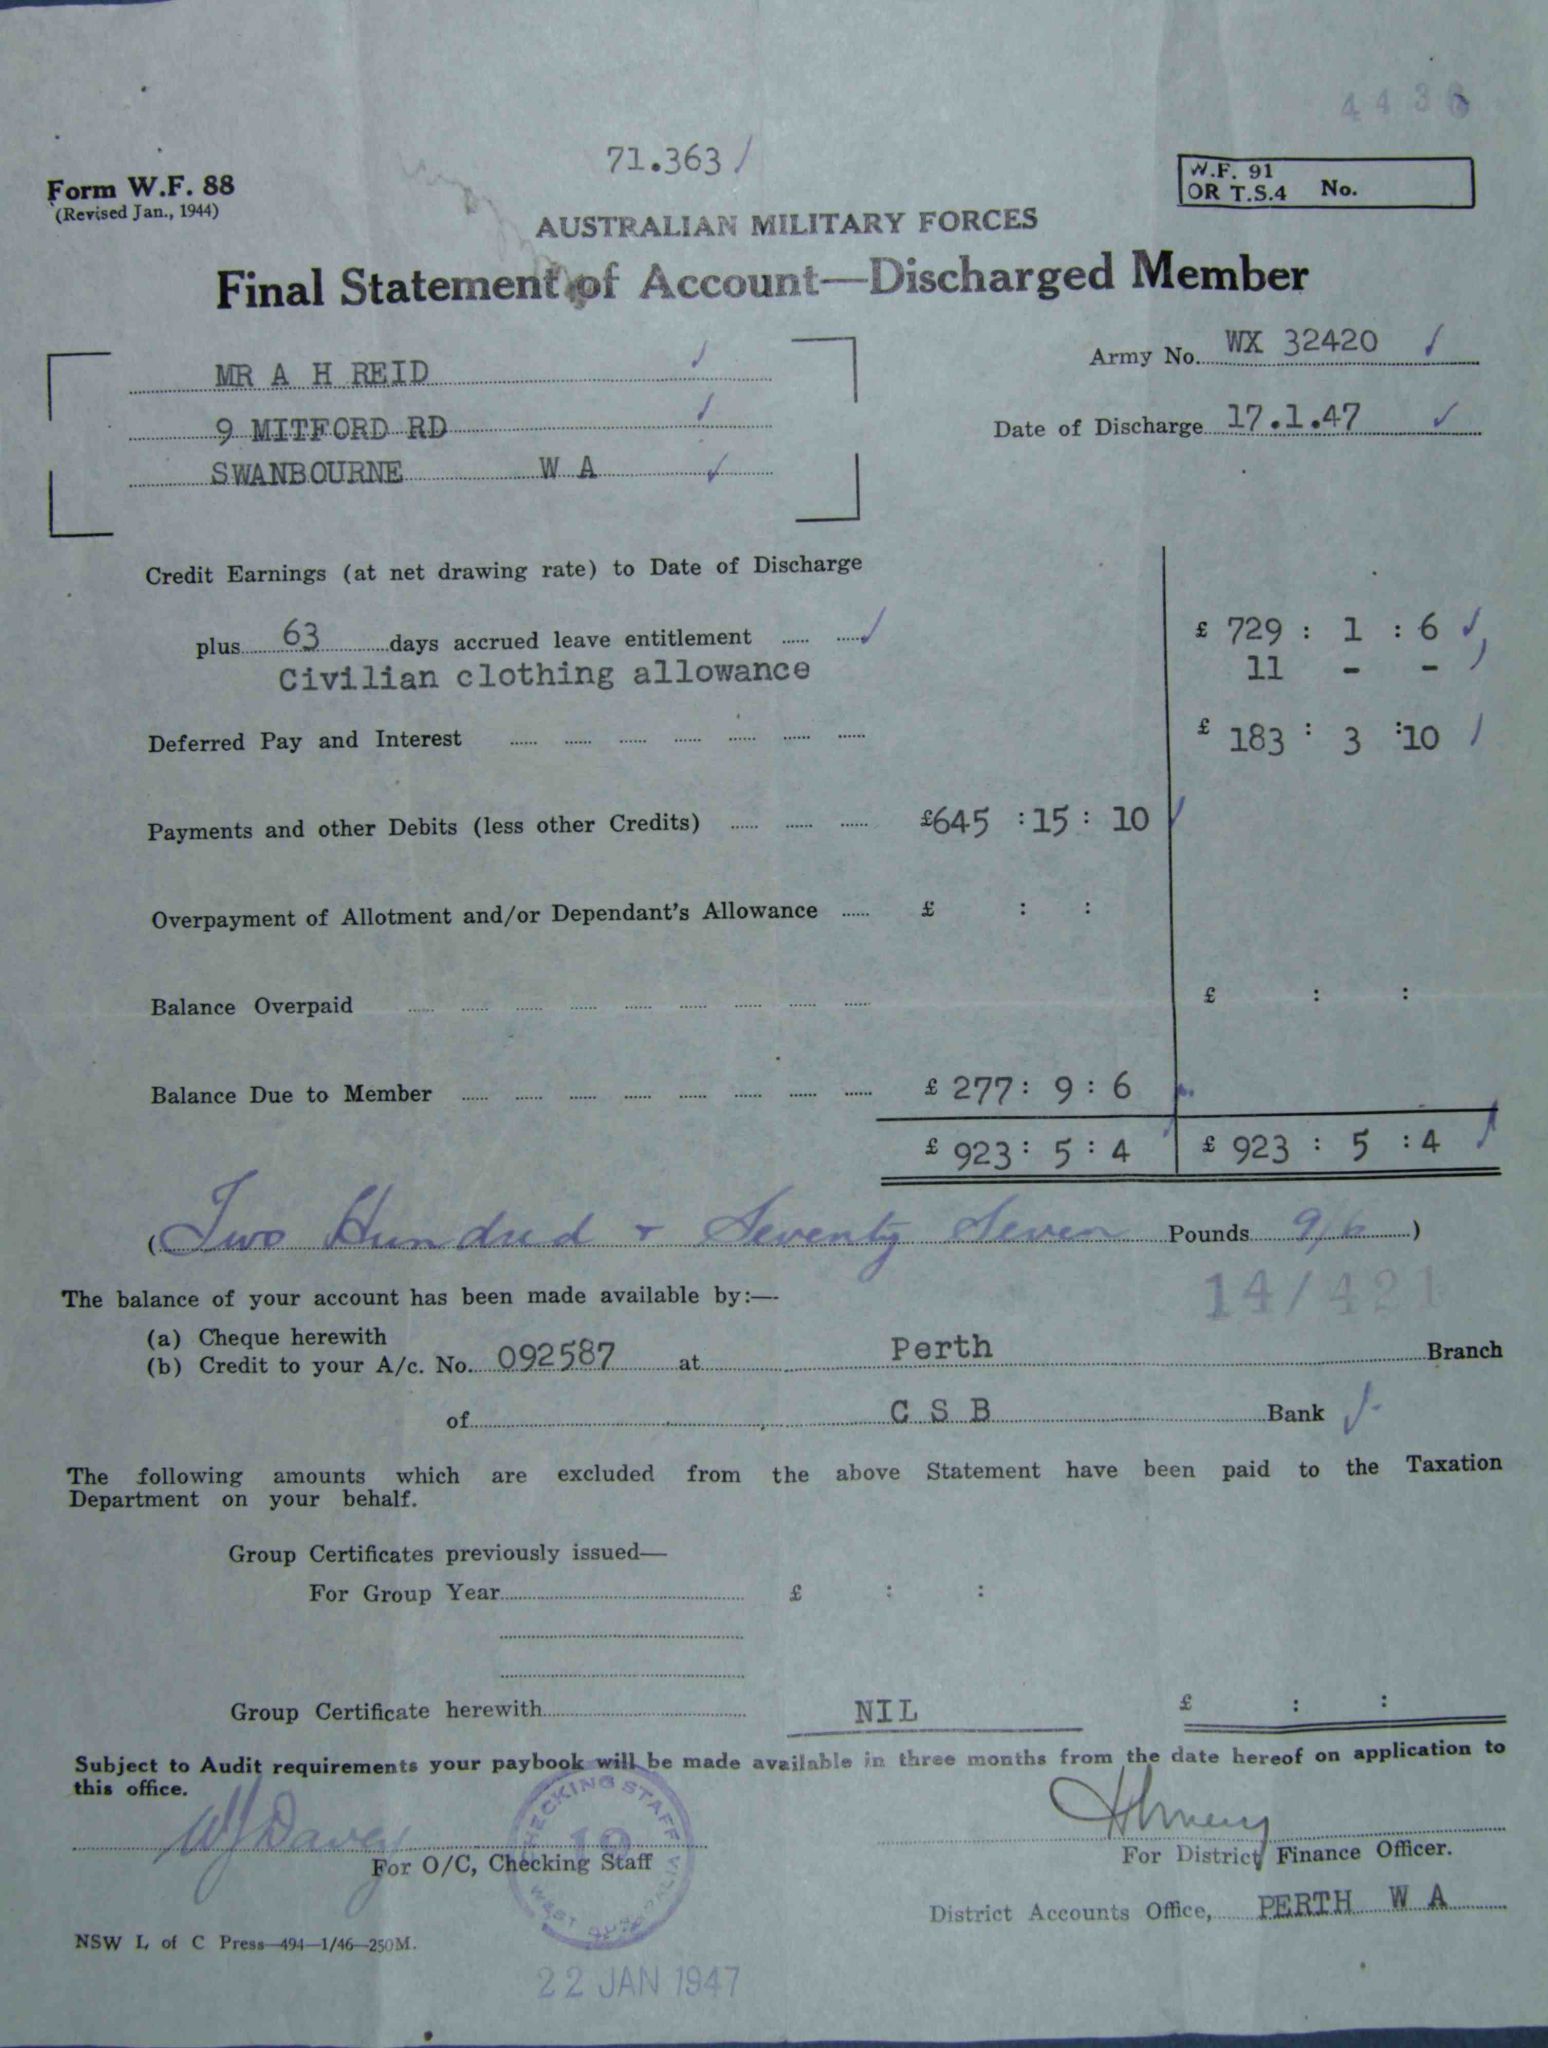 4438
71.363
Form W.F. 88
(Revised Jan., 1944)
W.F. 91
OR T.S.4 No.
AUSTRALIAN MILITARY FORCES
Final Statement of Account—Discharged Member
MR A H REID
Army No. WX 32420
9 MITFORD RD
Date of Discharge 17.1.47
SWANBOURNE W A
Credit Earnings (at net drawing rate) to Date of Discharge
plus 63 days accrued leave entitlement £ 729 : 1 : 6
Civilian clothing allowance 11 - -
Deferred Pay and Interest £ 183 : 3 : 10
Payments and other Debits (less other Credits) £645 : 15 : 10
Overpayment of Allotment and/or Dependant's Allowance £ : :
Balance Overpaid £ : :
Balance Due to Member £ 277 : 9 : 6
£ 923 : 5 : 4 £ 923 : 5 : 4
(Two Hundred + Seventy Seven Pounds 9/6)
The balance of your account has been made available by:—
14/421
(a) Cheque herewith
(b) Credit to your A/c. No. 092587 at Perth Branch
of C S B Bank
The following amounts which are excluded from the above Statement have been paid to the Taxation
Department on your behalf.
Group Certificates previously issued—
For Group Year £ : :
Group Certificate herewith NIL £ : :
Subject to Audit requirements your paybook will be made available in three months from the date hereof on application to
this office.
WJ Davey
CHECKING STAFF
19
WEST AUSTRALIA
For O/C, Checking Staff
For District Finance Officer.
District Accounts Office, PERTH W A
NSW L of C Press—494—1/46—250M.
22 JAN 1947